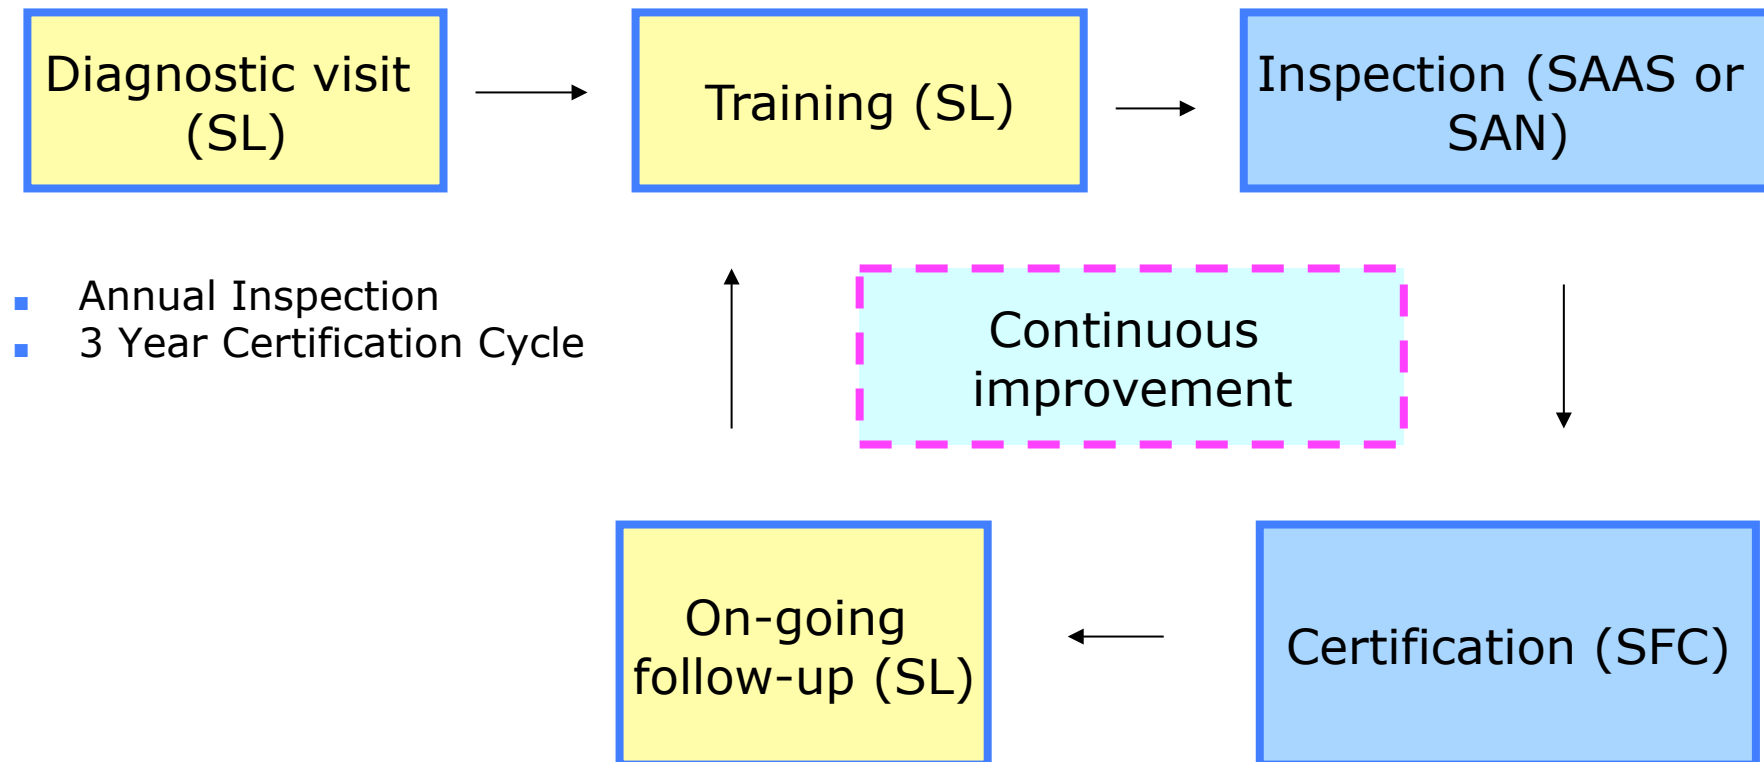 Diagnostic visit
(SL)
Training (SL)
Inspection (SAAS or
SAN)
Annual Inspection
3 Year Certification Cycle
Continuous
improvement
On-going
follow-up (SL)
Certification (SFC)